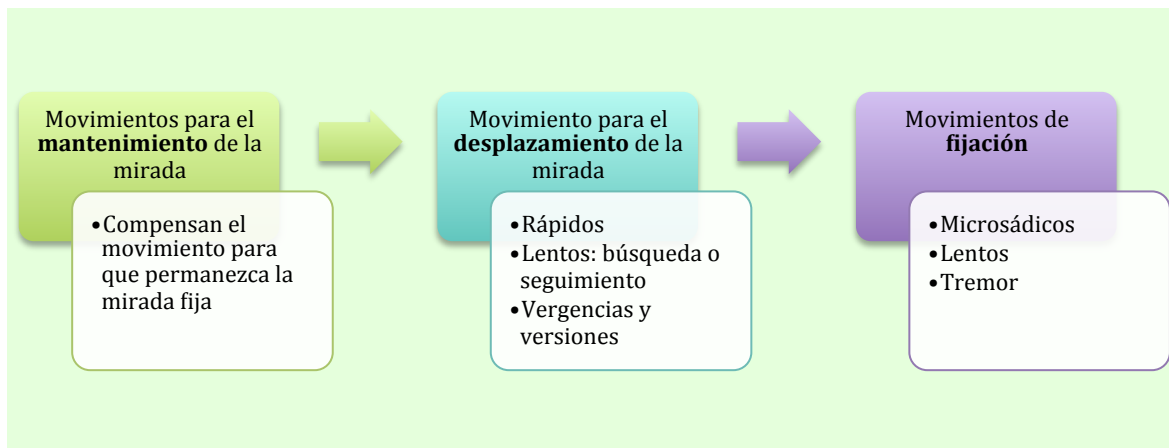 Movimientos para el
mantenimiento de la
mirada
•Compensan el
movimiento para
que permanezca la
mirada fija
Movimiento para el
desplazamiento de la
mirada
•Rápidos
•Lentos: búsqueda o
seguimiento
•Vergencias y
versiones
Movimientos de
fijación
•Microsádicos
•Lentos
•Tremor